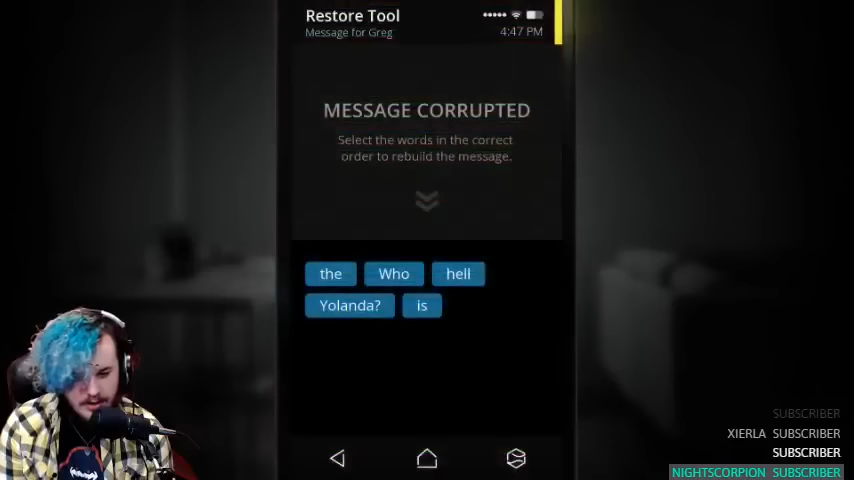 Restore Tool
Message for Greg
4:47 PM
MESSAGE CORRUPTED
Select the words in the correct
order to rebuild the message.
the Who hell
Yolanda? is
SUBSCRIBER
XIERLA SUBSCRIBER
SUBSCRIBER
NIGHTSCORPION SUBSCRIBER